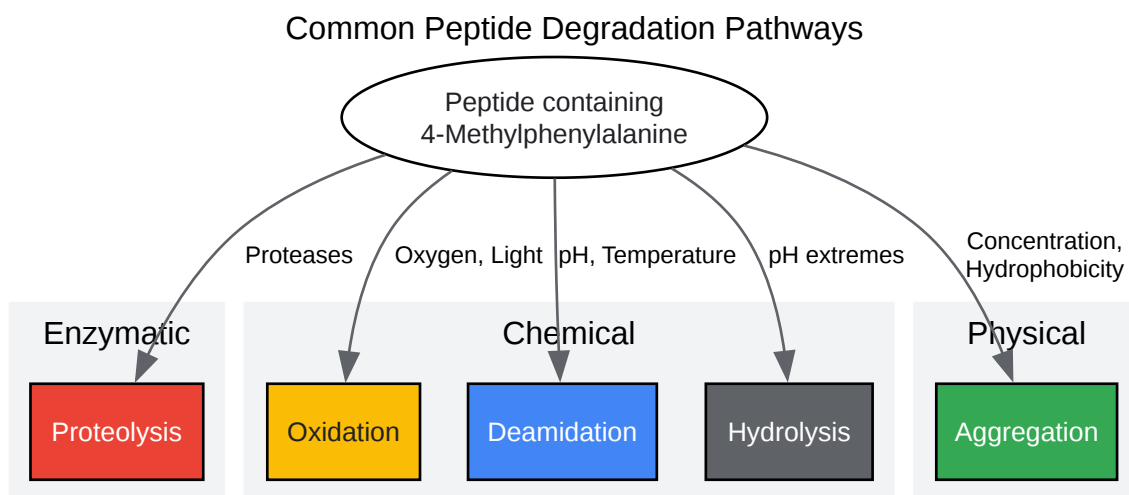 Common Peptide Degradation Pathways
Peptide containing
4-Methylphenylalanine
Proteases
Oxygen, Light
pH, Temperature
pH extremes
Concentration,
Hydrophobicity
Enzymatic
Chemical
Physical
Proteolysis
Oxidation
Deamidation
Hydrolysis
Aggregation